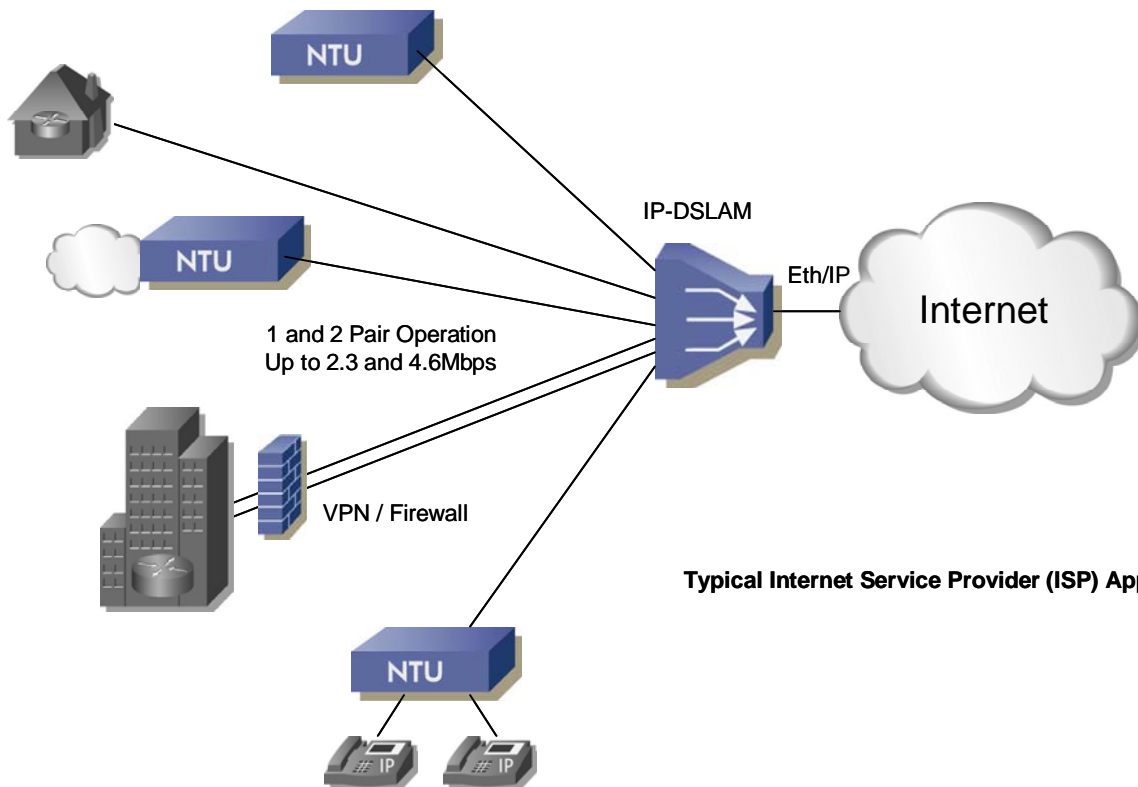 NTU
IP-DSLAM
NTU
Eth/IP
Internet
1 and 2 Pair Operation
Up to 2.3 and 4.6Mbps
VPN / Firewall
Typical Internet Service Provider (ISP) App
NTU
IP
IP